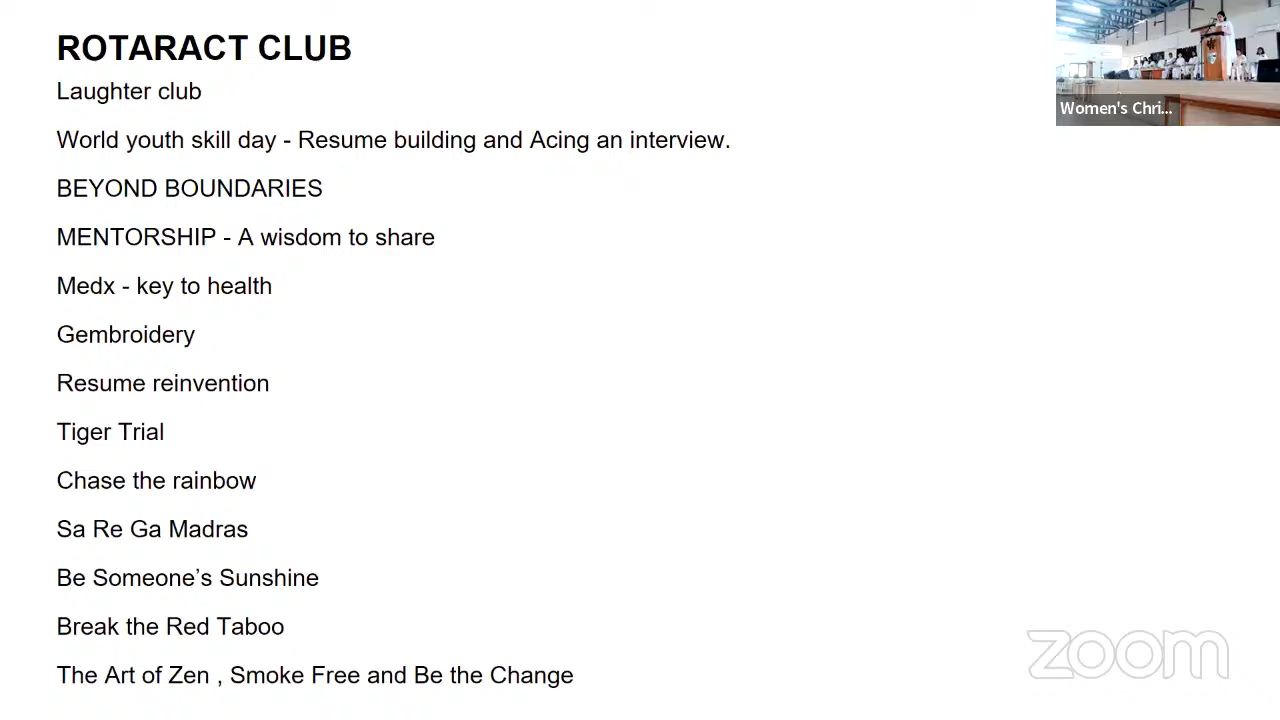 ROTARACT CLUB
Laughter club
World youth skill day - Resume building and Acing an interview.
BEYOND BOUNDARIES
MENTORSHIP - A wisdom to share
Medx - key to health
Gembroidery
Resume reinvention
Tiger Trial
Chase the rainbow
Sa Re Ga Madras
Be Someone’s Sunshine
Break the Red Taboo
The Art of Zen , Smoke Free and Be the Change
Women's Chri...
zoom